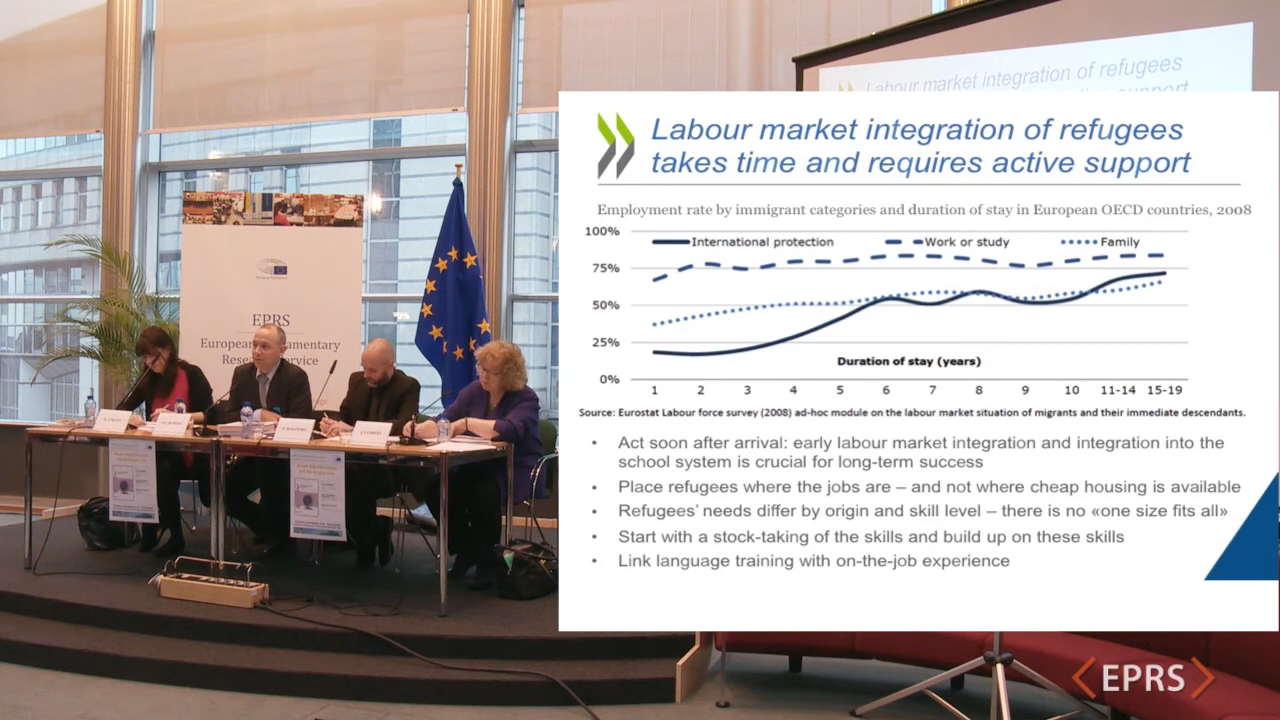 Labour market integration of refugees
Labour market integration of refugees
takes time and requires active support
Employment rate by immigrant categories and duration of stay in European OECD countries, 2008
100%
International protection
Work or study
Family
75%
50%
25%
Duration of stay (years)
0%
1 2 3 4 5 6 7 8 9 10 11-14 15-19
Source: Eurostat Labour force survey (2008) ad-hoc module on the labour market situation of migrants and their immediate descendants.
• Act soon after arrival: early labour market integration and integration into the
school system is crucial for long-term success
• Place refugees where the jobs are – and not where cheap housing is available
• Refugees’ needs differ by origin and skill level – there is no «one size fits all»
• Start with a stock-taking of the skills and build up on these skills
• Link language training with on-the-job experience
EPRS
European
Service
EPRS